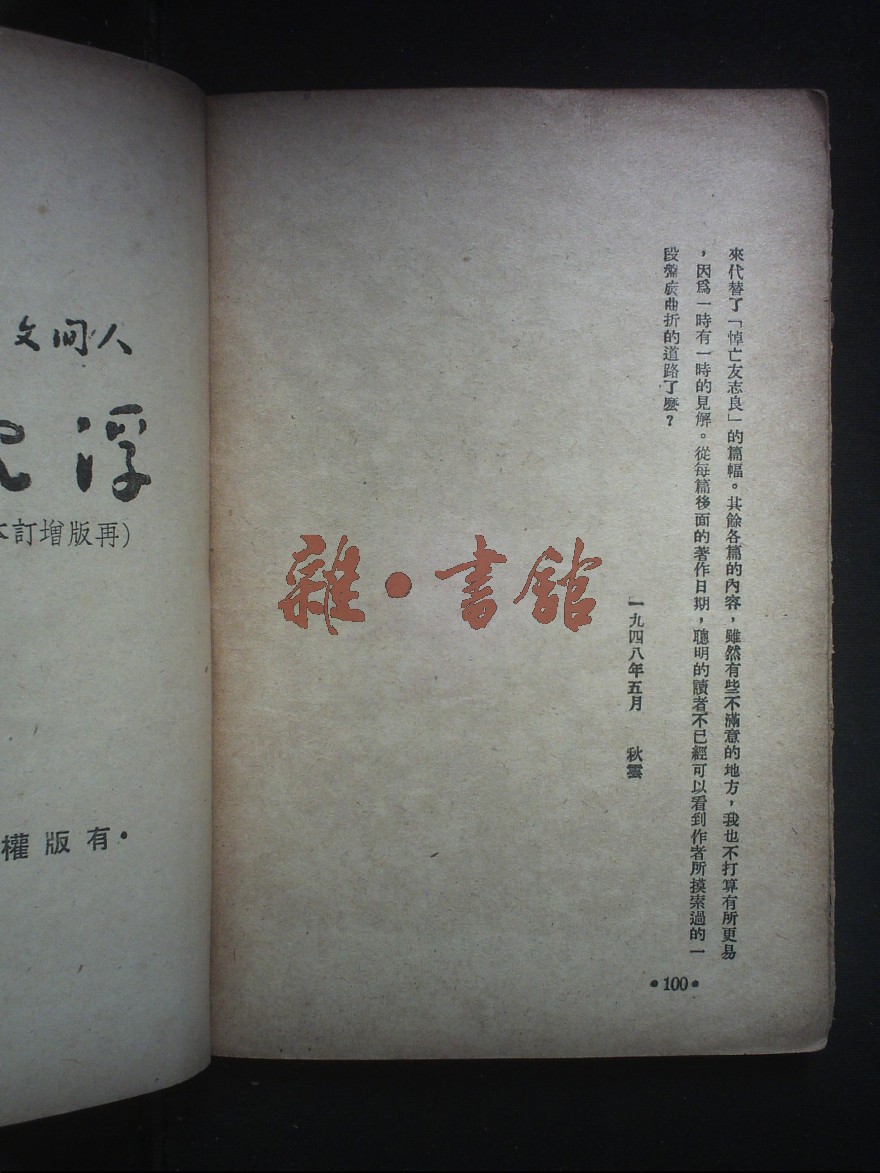 來代替了「悼亡友志良」的篇幅。其餘各篇的內容，雖然有些不滿意的地方，我也不打算有所更易
，因爲一時有一時的見解。從每篇後面的著作日期，聰明的讀者不已經可以看到作者所摸索過的一
段盤旋曲折的道路了麼？
一九四八年五月　秋雲
•100•
雜•書館
人间文
浮
(再版增訂本
•有版權